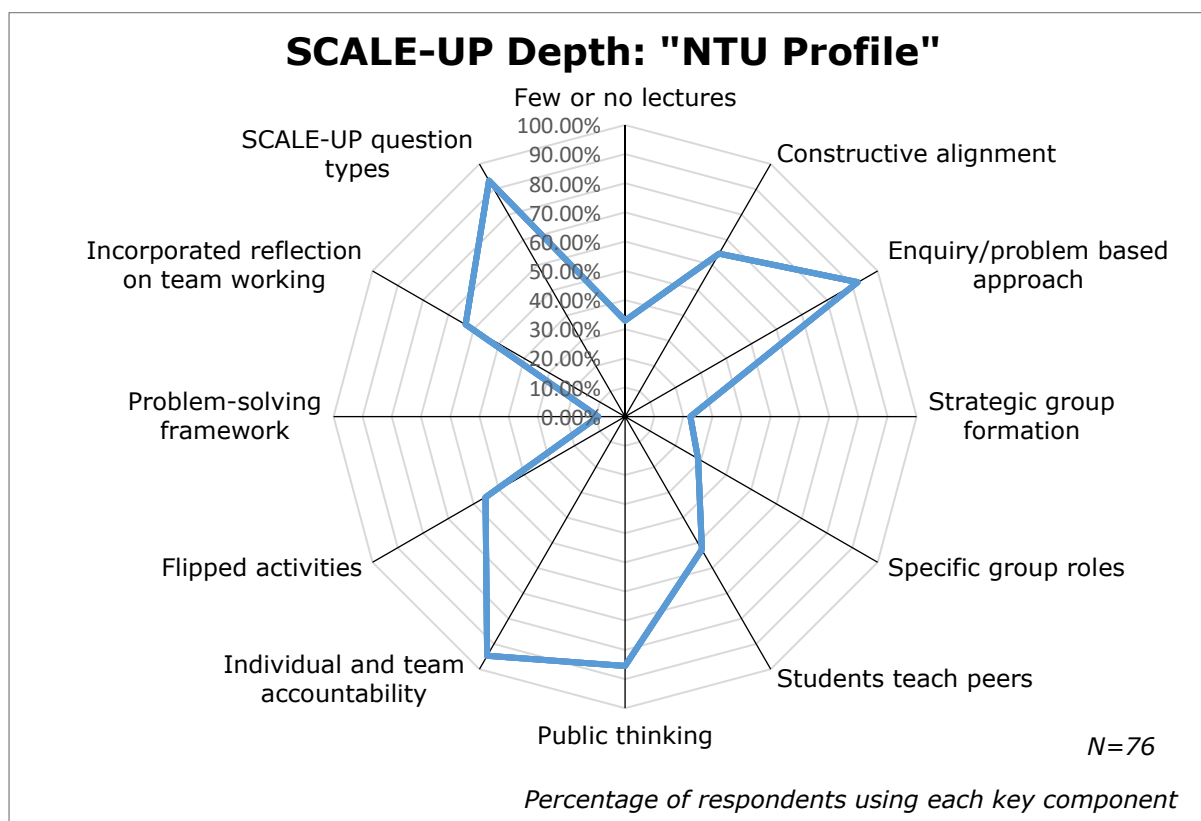 SCALE-UP Depth: "NTU Profile"
Few or no lectures
Constructive alignment
Enquiry/problem based
approach
Strategic group
formation
Specific group roles
Students teach peers
Public thinking
Individual and team
accountability
Flipped activities
Problem-solving
framework
Incorporated reflection
on team working
SCALE-UP question
types
100.00%
90.00%
80.00%
70.00%
60.00%
50.00%
40.00%
30.00%
20.00%
10.00%
0.00%
N=76
Percentage of respondents using each key component